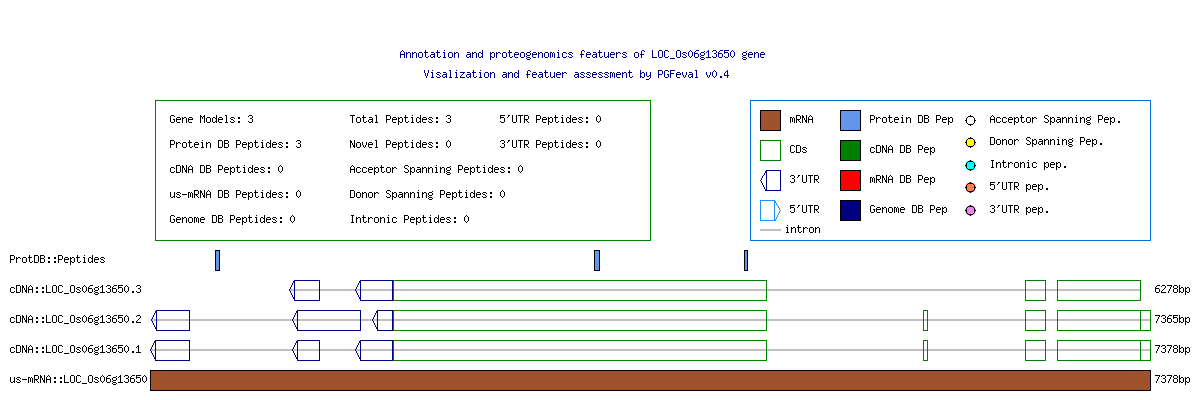 Annotation and proteogenomics featuers of LOC_Os06g13650 gene
Visalization and featuer assessment by PGFeval v0.4
Gene Models: 3 Total Peptides: 3 5'UTR Peptides: 0
Protein DB Peptides: 3 Novel Peptides: 0 3'UTR Peptides: 0
cDNA DB Peptides: 0 Acceptor Spanning Peptides: 0
us-mRNA DB Peptides: 0 Donor Spanning Peptides: 0
Genome DB Peptides: 0 Intronic Peptides: 0
mRNA Protein DB Pep Acceptor Spanning Pep.
CDs cDNA DB Pep Donor Spanning Pep.
3'UTR mRNA DB Pep Intronic pep.
5'UTR Genome DB Pep 5'UTR pep.
intron 3'UTR pep.
ProtDB::Peptides
cDNA::LOC_Os06g13650.3 6278bp
cDNA::LOC_Os06g13650.2 7365bp
cDNA::LOC_Os06g13650.1 7378bp
us-mRNA::LOC_Os06g13650 7378bp